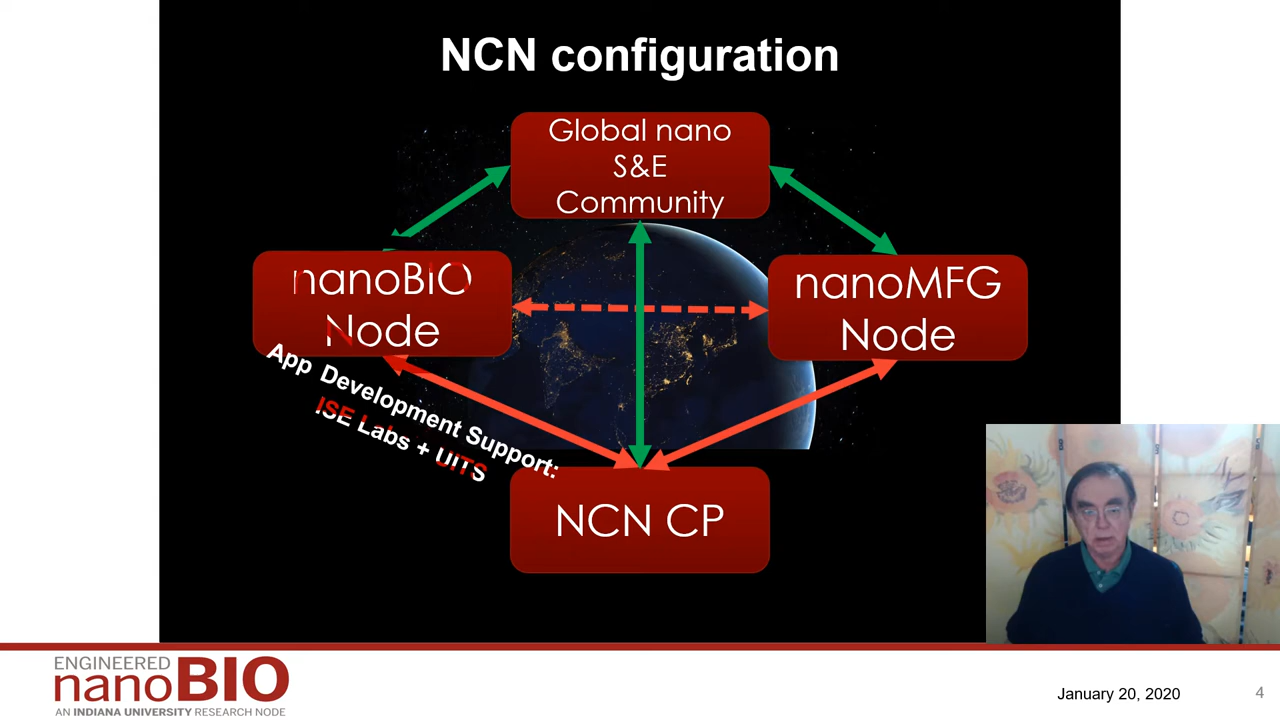 NCN configuration
Global nano
S&E
Community
nanoBIO
Node
nanoMFG
Node
App Development Support:
ISE Labs + UITS
NCN CP
ENGINEERED
nanoBIO
AN INDIANA UNIVERSITY RESEARCH NODE
January 20, 2020
4